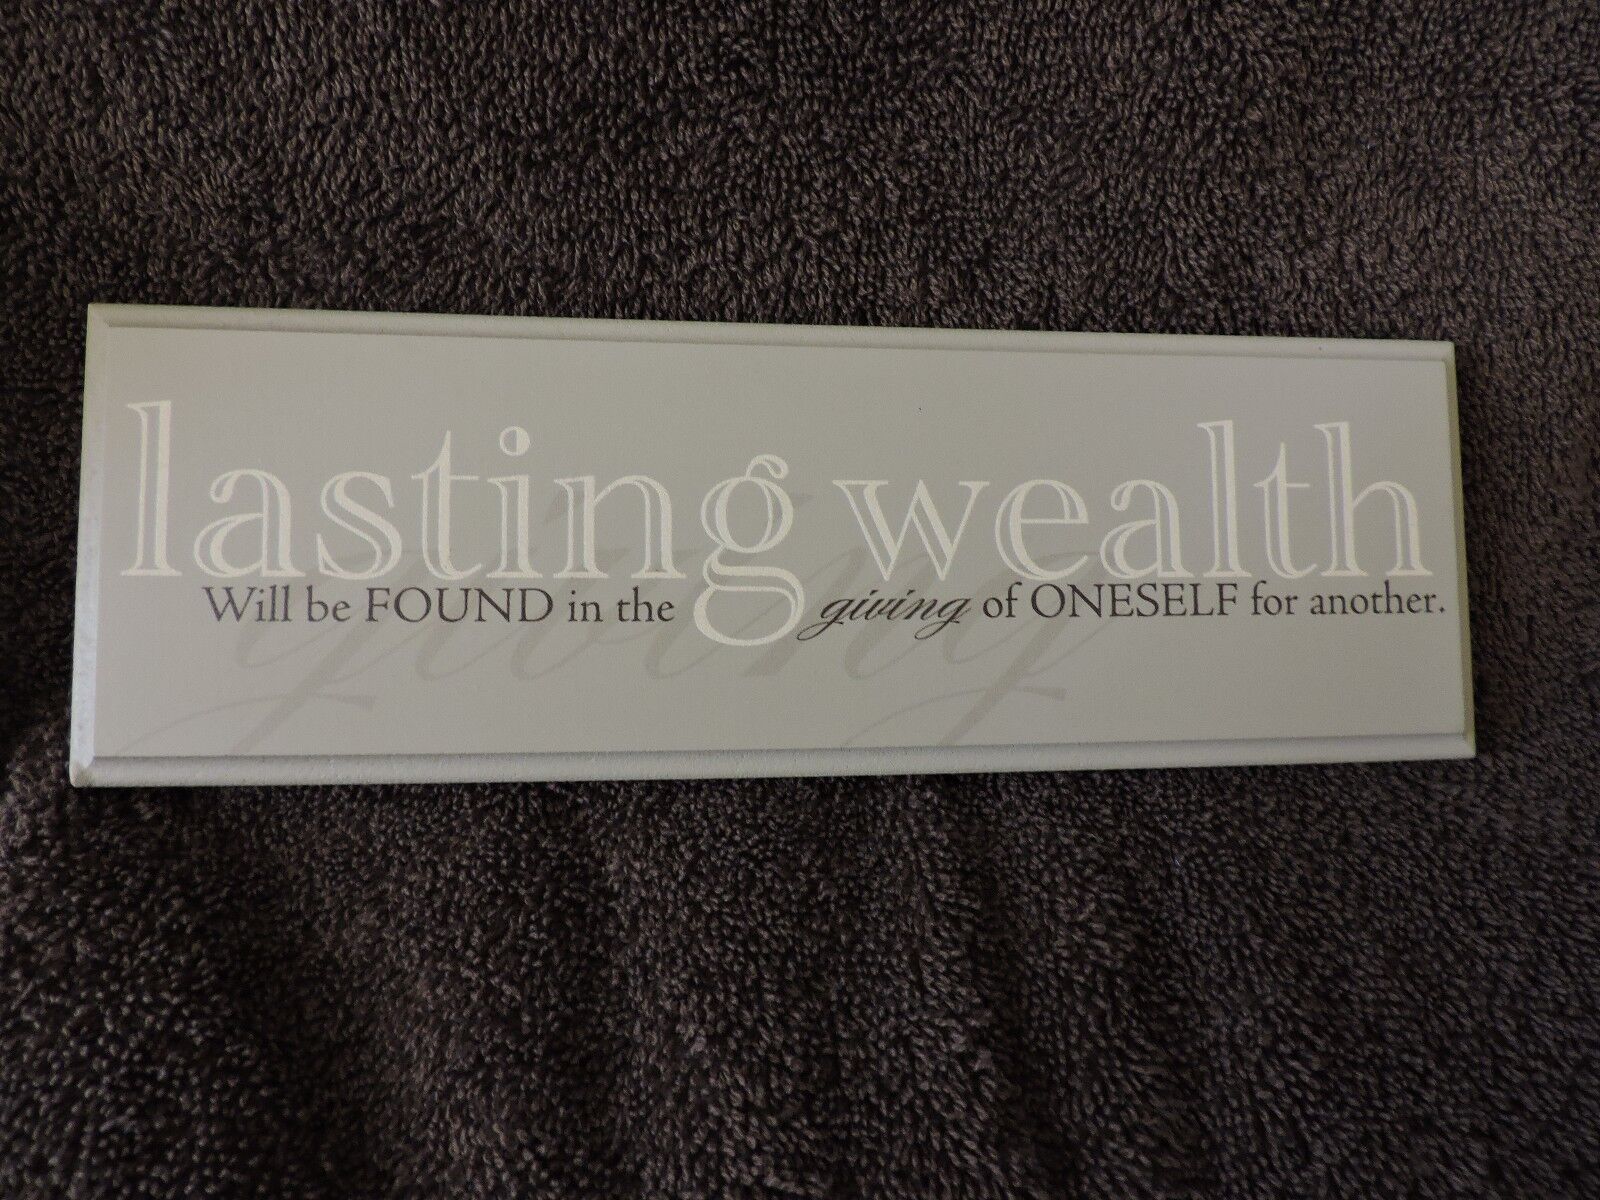 lasting wealth
Will be FOUND in the giving of ONESELF for another.
giving